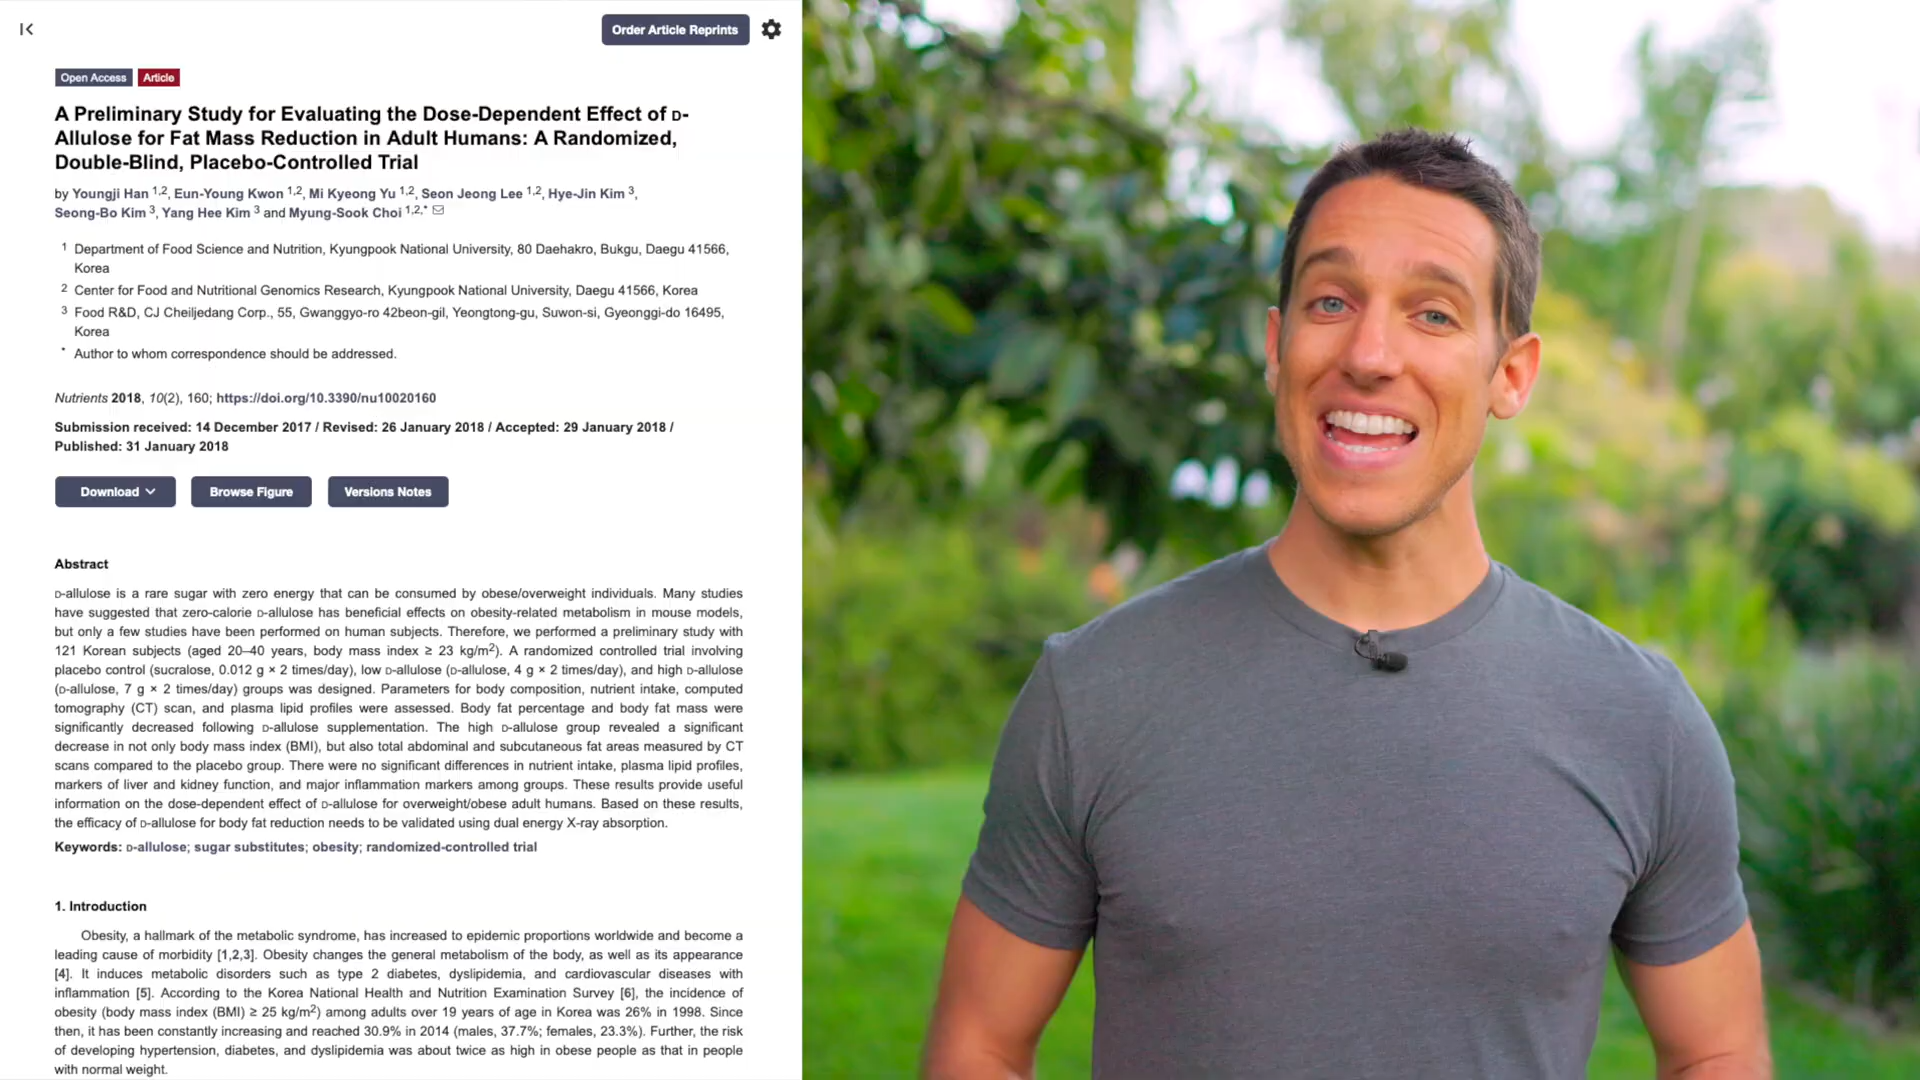 Order Article Reprints
Open Access Article
A Preliminary Study for Evaluating the Dose-Dependent Effect of D-
Allulose for Fat Mass Reduction in Adult Humans: A Randomized,
Double-Blind, Placebo-Controlled Trial
by Youngji Han 1,2, Eun-Young Kwon 1,2, Mi Kyeong Yu 1,2, Seon Jeong Lee 1,2, Hye-Jin Kim 3,
Seong-Bo Kim 3, Yang Hee Kim 3 and Myung-Sook Choi 1,2,*
1 Department of Food Science and Nutrition, Kyungpook National University, 80 Daehakro, Bukgu, Daegu 41566,
Korea
2 Center for Food and Nutritional Genomics Research, Kyungpook National University, Daegu 41566, Korea
3 Food R&D, CJ Cheiljedang Corp., 55, Gwanggyo-ro 42beon-gil, Yeongtong-gu, Suwon-si, Gyeonggi-do 16495,
Korea
* Author to whom correspondence should be addressed.
Nutrients 2018, 10(2), 160; https://doi.org/10.3390/nu10020160
Submission received: 14 December 2017 / Revised: 26 January 2018 / Accepted: 29 January 2018 /
Published: 31 January 2018
Download Browse Figure Versions Notes
Abstract
D-allulose is a rare sugar with zero energy that can be consumed by obese/overweight individuals. Many studies
have suggested that zero-calorie D-allulose has beneficial effects on obesity-related metabolism in mouse models,
but only a few studies have been performed on human subjects. Therefore, we performed a preliminary study with
121 Korean subjects (aged 20–40 years, body mass index ≥ 23 kg/m2). A randomized controlled trial involving
placebo control (sucralose, 0.012 g × 2 times/day), low D-allulose (D-allulose, 4 g × 2 times/day), and high D-allulose
(D-allulose, 7 g × 2 times/day) groups was designed. Parameters for body composition, nutrient intake, computed
tomography (CT) scan, and plasma lipid profiles were assessed. Body fat percentage and body fat mass were
significantly decreased following D-allulose supplementation. The high D-allulose group revealed a significant
decrease in not only body mass index (BMI), but also total abdominal and subcutaneous fat areas measured by CT
scans compared to the placebo group. There were no significant differences in nutrient intake, plasma lipid profiles,
markers of liver and kidney function, and major inflammation markers among groups. These results provide useful
information on the dose-dependent effect of D-allulose for overweight/obese adult humans. Based on these results,
the efficacy of D-allulose for body fat reduction needs to be validated using dual energy X-ray absorption.
Keywords: D-allulose; sugar substitutes; obesity; randomized-controlled trial
1. Introduction
Obesity, a hallmark of the metabolic syndrome, has increased to epidemic proportions worldwide and become a
leading cause of morbidity [1,2,3]. Obesity changes the general metabolism of the body, as well as its appearance
[4]. It induces metabolic disorders such as type 2 diabetes, dyslipidemia, and cardiovascular diseases with
inflammation [5]. According to the Korea National Health and Nutrition Examination Survey [6], the incidence of
obesity (body mass index (BMI) ≥ 25 kg/m2) among adults over 19 years of age in Korea was 26% in 1998. Since
then, it has been constantly increasing and reached 30.9% in 2014 (males, 37.7%; females, 23.3%). Further, the risk
of developing hypertension, diabetes, and dyslipidemia was about twice as high in obese people as that in people
with normal weight.